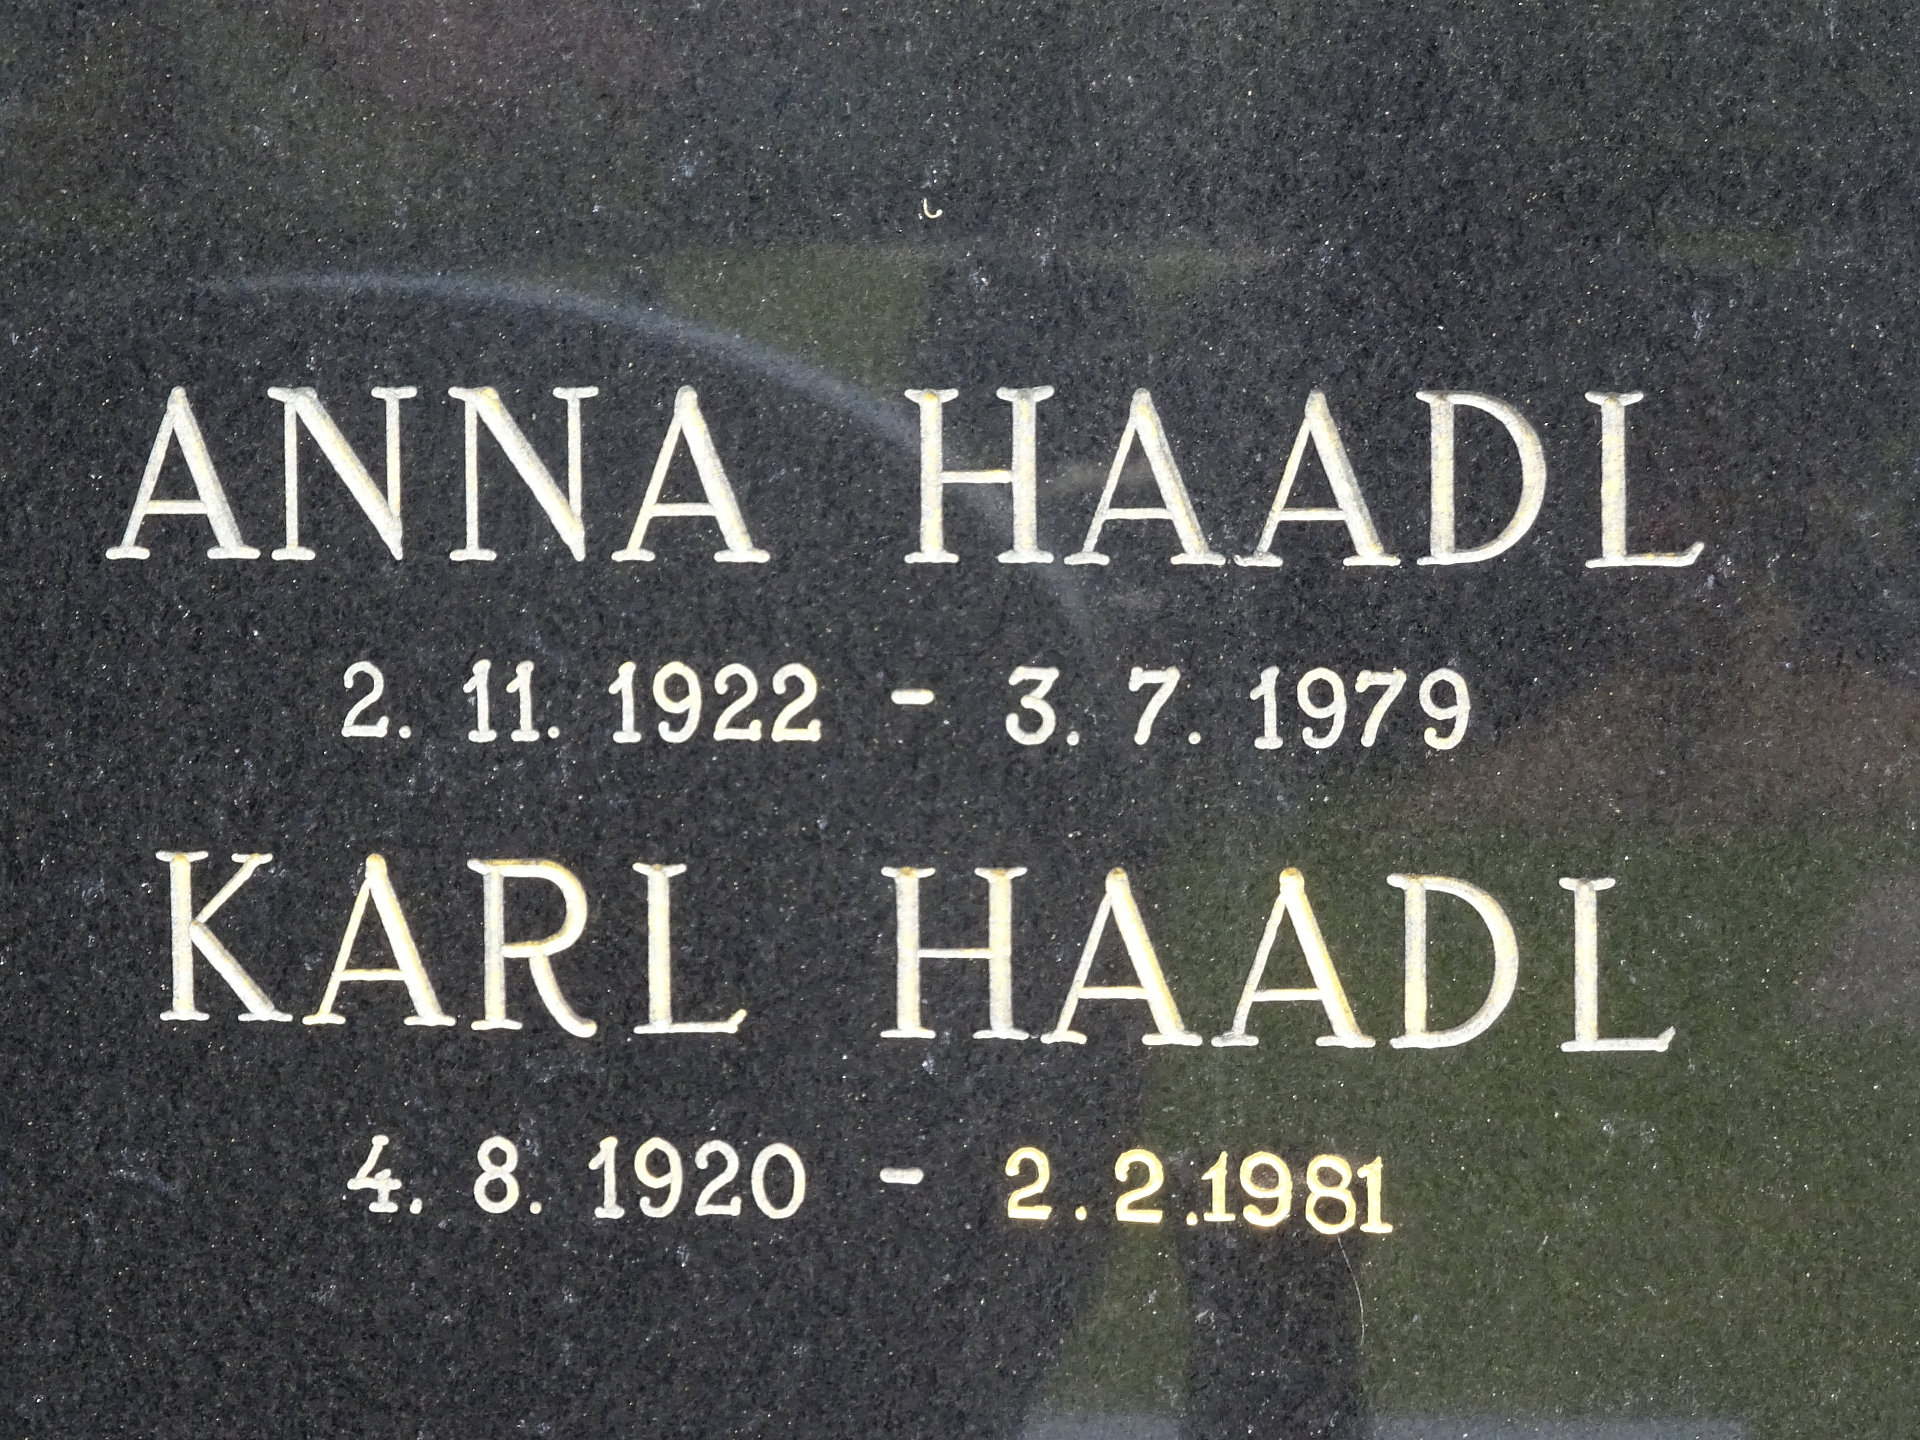 ANNA HAADL
2. 11. 1922 - 3. 7. 1979
KARL HAADL
4. 8. 1920 - 2.2.1981